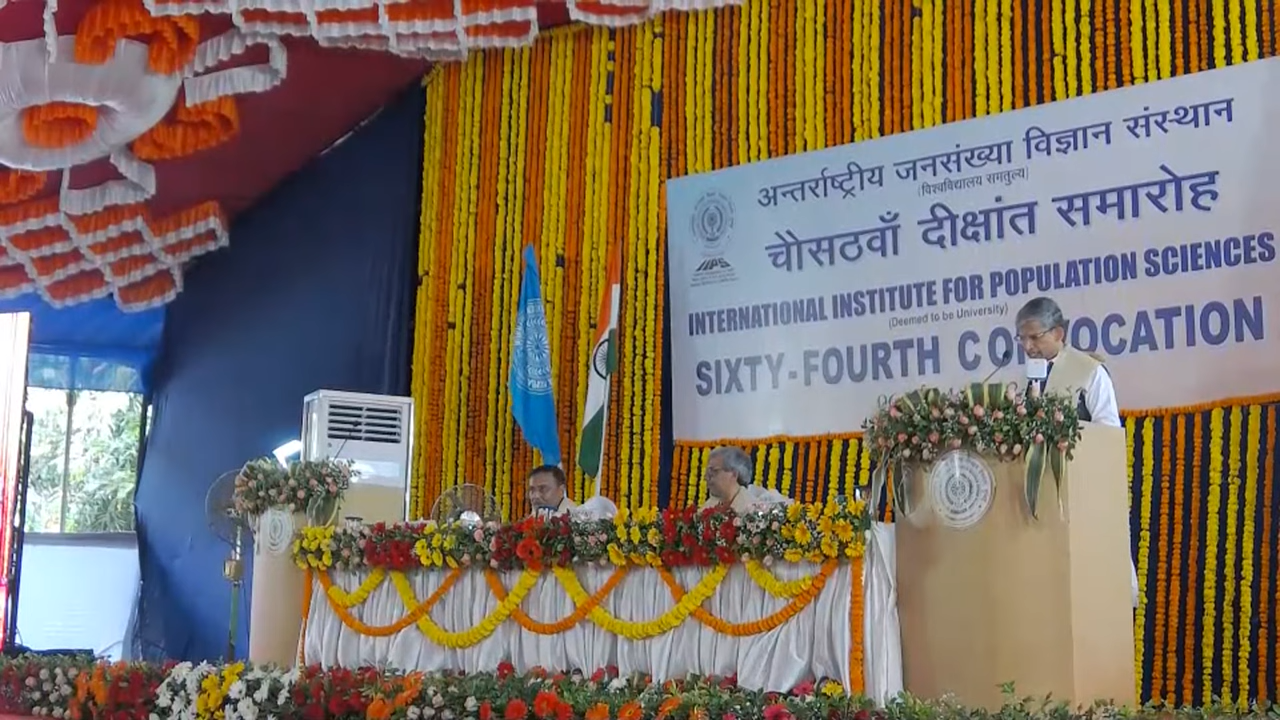 अन्तर्राष्ट्रीय जनसंख्या विज्ञान संस्थान
(विश्वविद्यालय समतुल्य)
चौसठवाँ दीक्षांत समारोह
IIPS
INTERNATIONAL INSTITUTE FOR POPULATION SCIENCES
(Deemed to be University)
SIXTY-FOURTH CONVOCATION